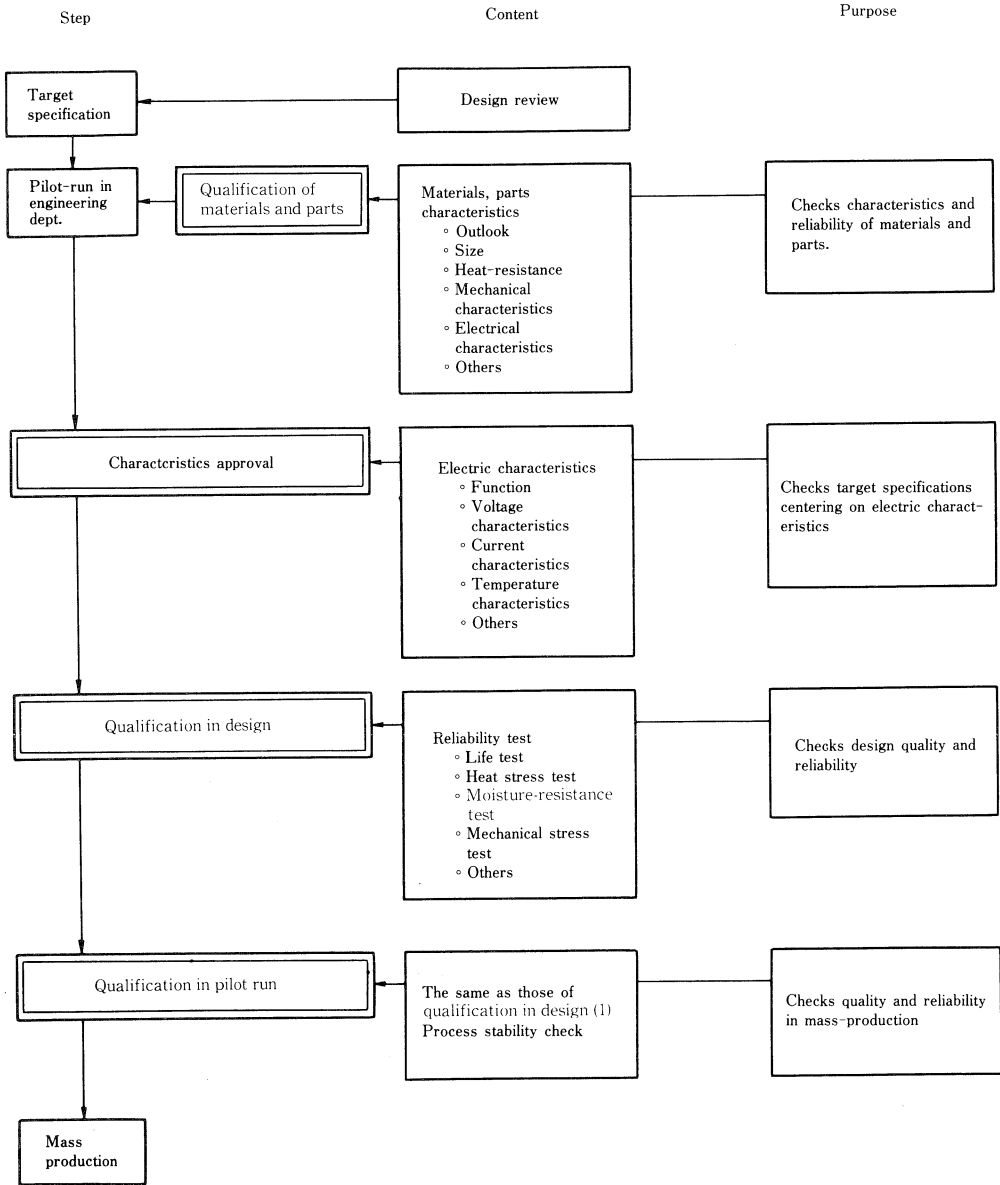 Step
Content
Purpose
Target
specification
Design review
Pilot-run in
engineering
dept.
Qualification of
materials and parts
Materials, parts
characteristics
° Outlook
° Size
° Heat-resistance
° Mechanical
characteristics
° Electrical
characteristics
° Others
Checks characteristics and
reliability of materials and
parts.
Characteristics approval
Electric characteristics
° Function
° Voltage
characteristics
° Current
characteristics
° Temperature
characteristics
° Others
Checks target specifications
centering on electric charact-
eristics
Qualification in design
Reliability test
° Life test
° Heat stress test
° Moisture-resistance
test
° Mechanical stress
test
° Others
Checks design quality and
reliability
Qualification in pilot run
The same as those of
qualification in design (1)
Process stability check
Checks quality and reliability
in mass-production
Mass
production